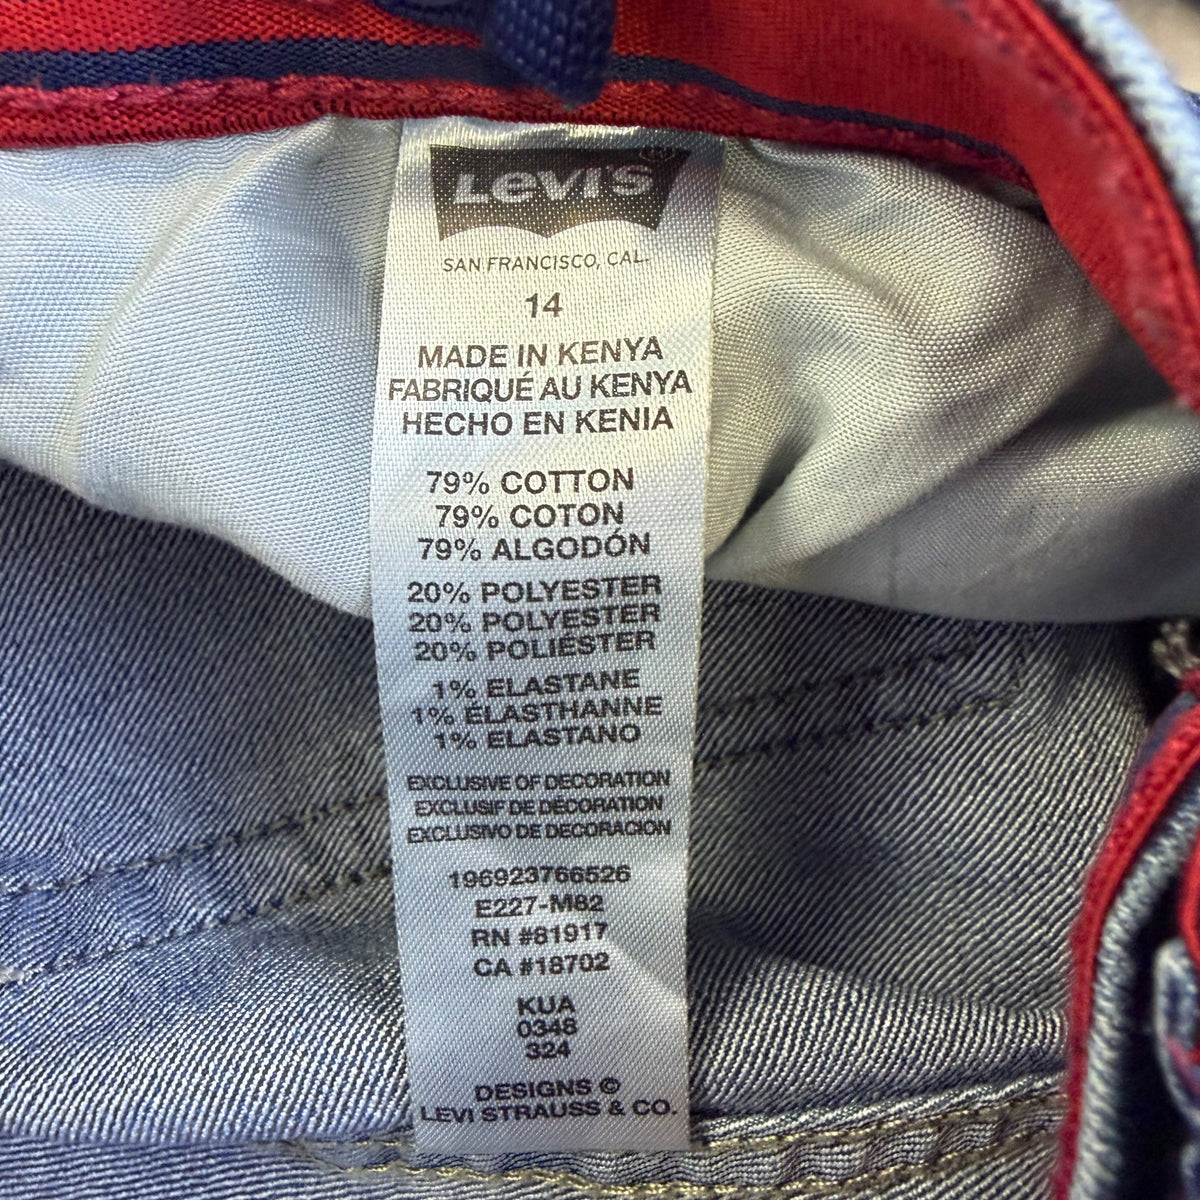 Levi's
SAN FRANCISCO, CAL.
14
MADE IN KENYA
FABRIQUÉ AU KENYA
HECHO EN KENIA
79% COTTON
79% COTON
79% ALGODÓN
20% POLYESTER
20% POLYESTER
20% POLIÉSTER
1% ELASTANE
1% ÉLASTHANNE
1% ELASTANO
EXCLUSIVE OF DECORATION
EXCLUSIF DE DÉCORATION
EXCLUSIVO DE DECORACIÓN
196923766526
E227-M82
RN #81917
CA #18702
KUA
0348
324
DESIGNS ©
LEVI STRAUSS & CO.